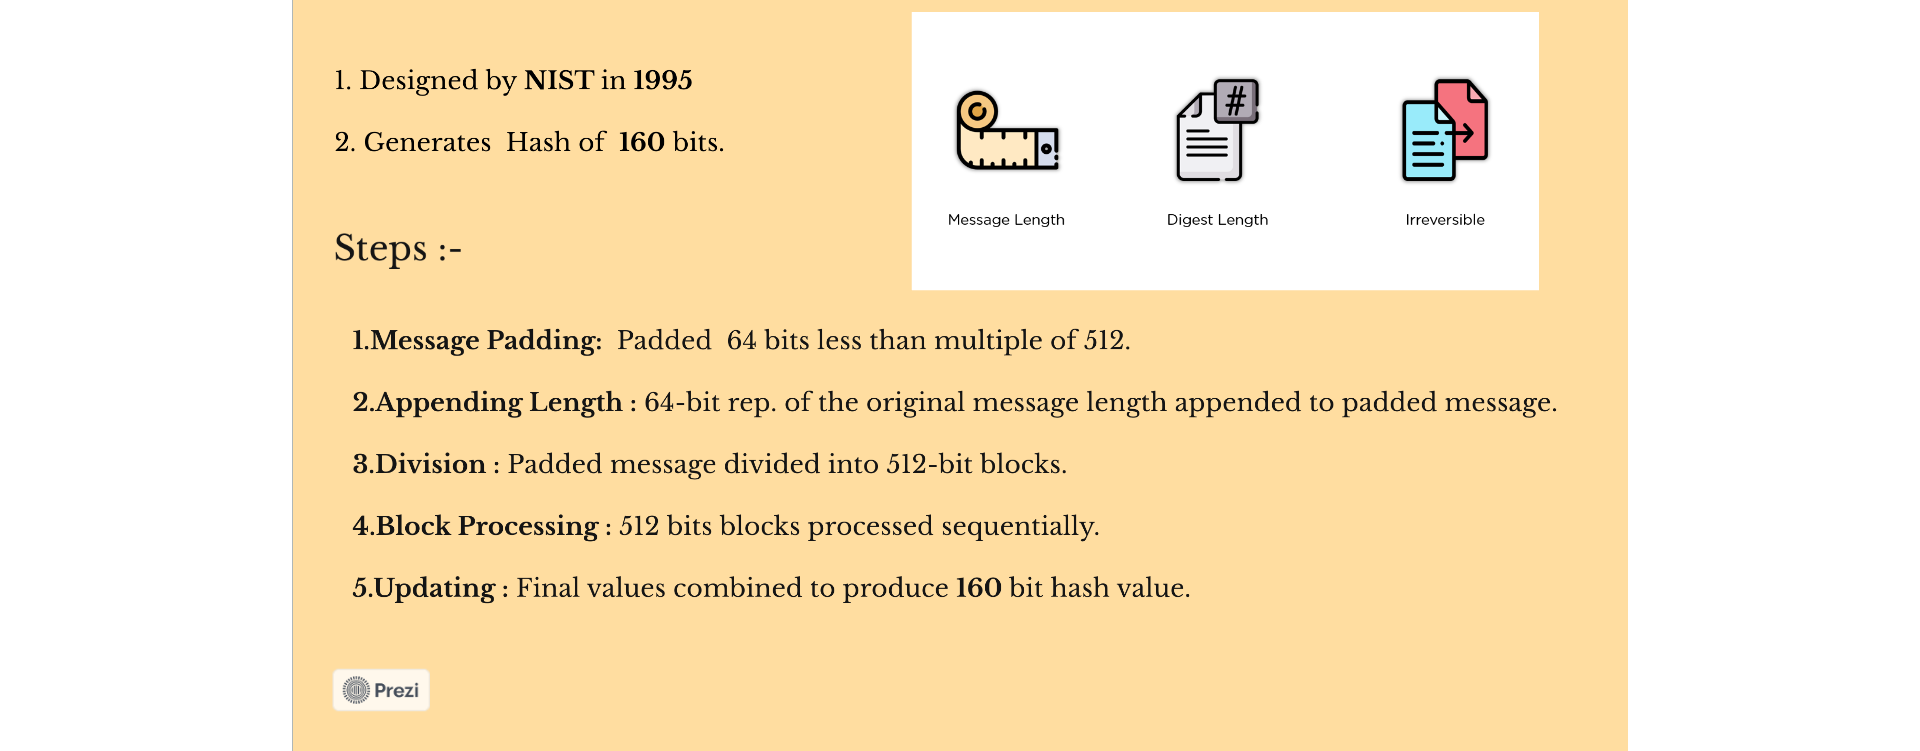 1. Designed by NIST in 1995
2. Generates Hash of 160 bits.
#
Message Length
Digest Length
Irreversible
Steps :-
1.Message Padding: Padded 64 bits less than multiple of 512.
2.Appending Length : 64-bit rep. of the original message length appended to padded message.
3.Division : Padded message divided into 512-bit blocks.
4.Block Processing : 512 bits blocks processed sequentially.
5.Updating : Final values combined to produce 160 bit hash value.
Prezi